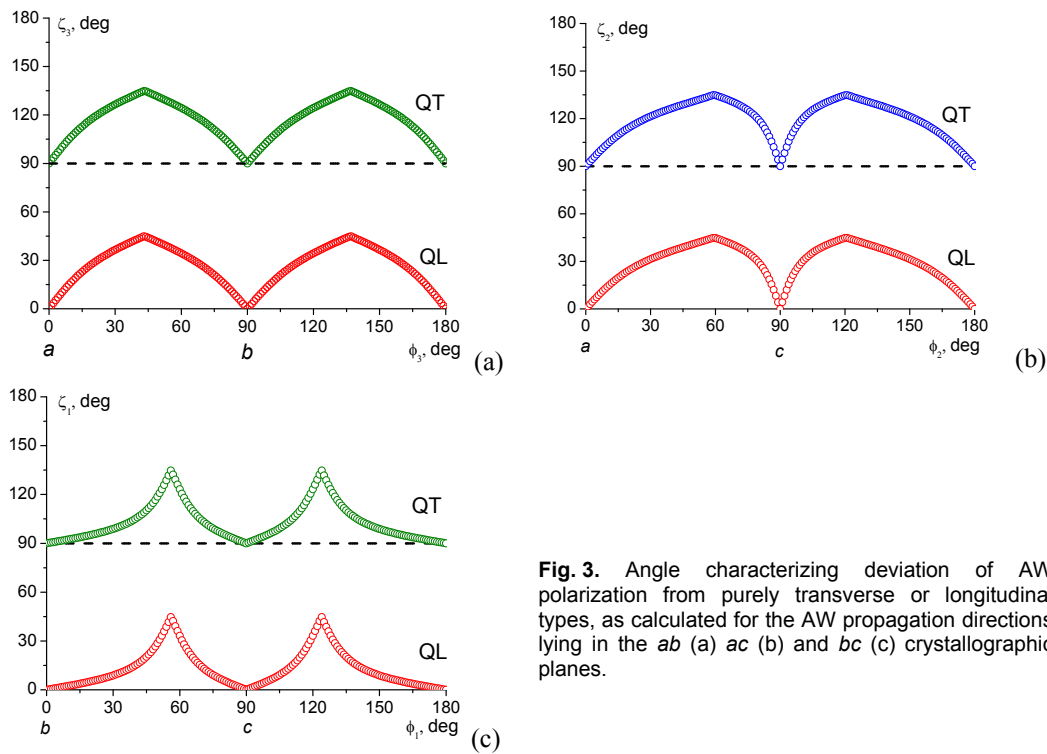 ζ₃, deg
180
150
120
90
60
30
0
QT
QL
0 30 60 90 120 150 180
a b ϕ₃, deg
(a)
ζ₂, deg
180
150
120
90
60
30
0
QT
QL
0 30 60 90 120 150 180
a c ϕ₂, deg
(b)
ζ₁, deg
180
150
120
90
60
30
0
QT
QL
0 30 60 90 120 150 180
b c ϕ₁, deg
(c)
Fig. 3. Angle characterizing deviation of AW
polarization from purely transverse or longitudina
types, as calculated for the AW propagation directions
lying in the ab (a) ac (b) and bc (c) crystallographic
planes.